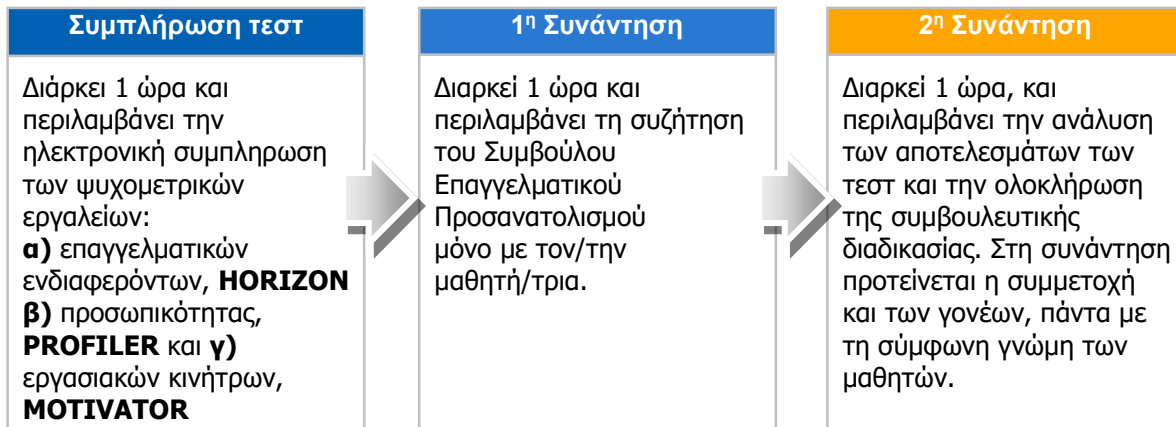 Συμπλήρωση τεστ
Διάρκει 1 ώρα και
περιλαμβάνει την
ηλεκτρονική συμπληρωση
των ψυχομετρικών
εργαλείων:
α) επαγγελματικών
ενδιαφερόντων, HORIZON
β) προσωπικότητας,
PROFILER και γ)
εργασιακών κινήτρων,
MOTIVATOR
1η Συνάντηση
Διαρκεί 1 ώρα και
περιλαμβάνει τη συζήτηση
του Συμβούλου
Επαγγελματικού
Προσανατολισμού
μόνο με τον/την
μαθητή/τρια.
2η Συνάντηση
Διαρκεί 1 ώρα, και
περιλαμβάνει την ανάλυση
των αποτελεσμάτων των
τεστ και την ολοκλήρωση
της συμβουλευτικής
διαδικασίας. Στη συνάντηση
προτείνεται η συμμετοχή
και των γονέων, πάντα με
τη σύμφωνη γνώμη των
μαθητών.